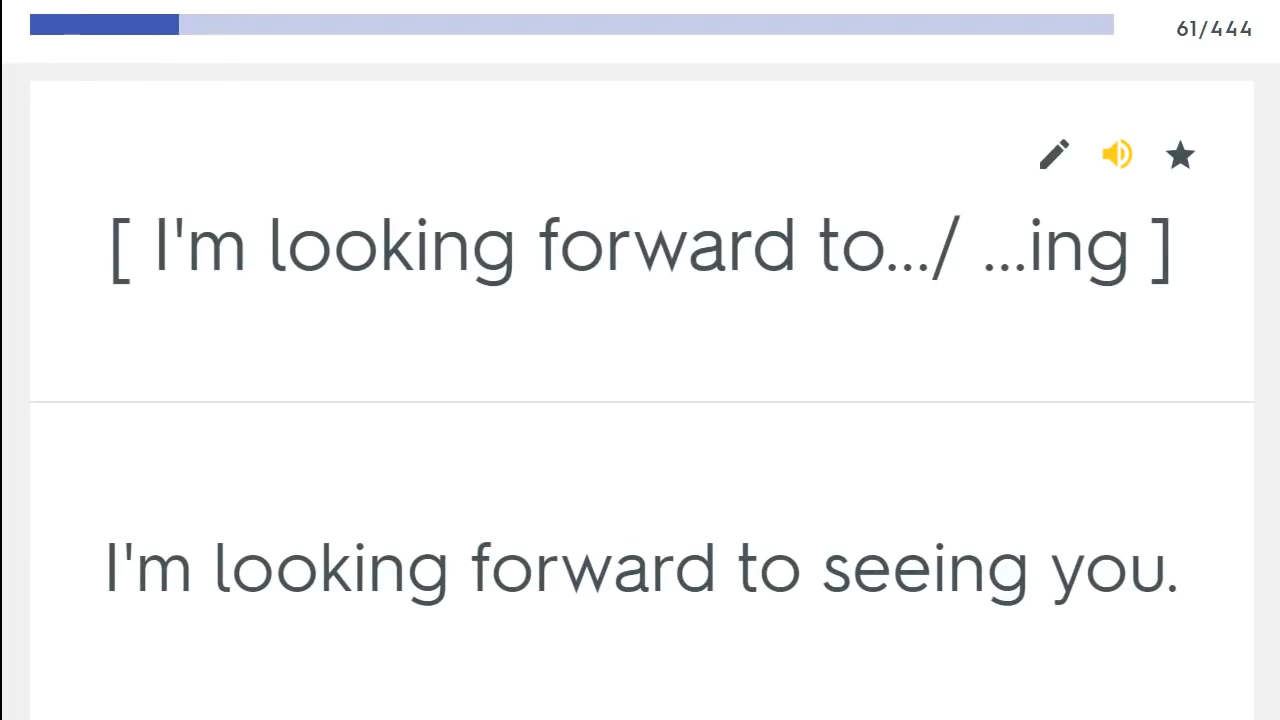 61/444
[ I'm looking forward to.../ ...ing ]
I'm looking forward to seeing you.